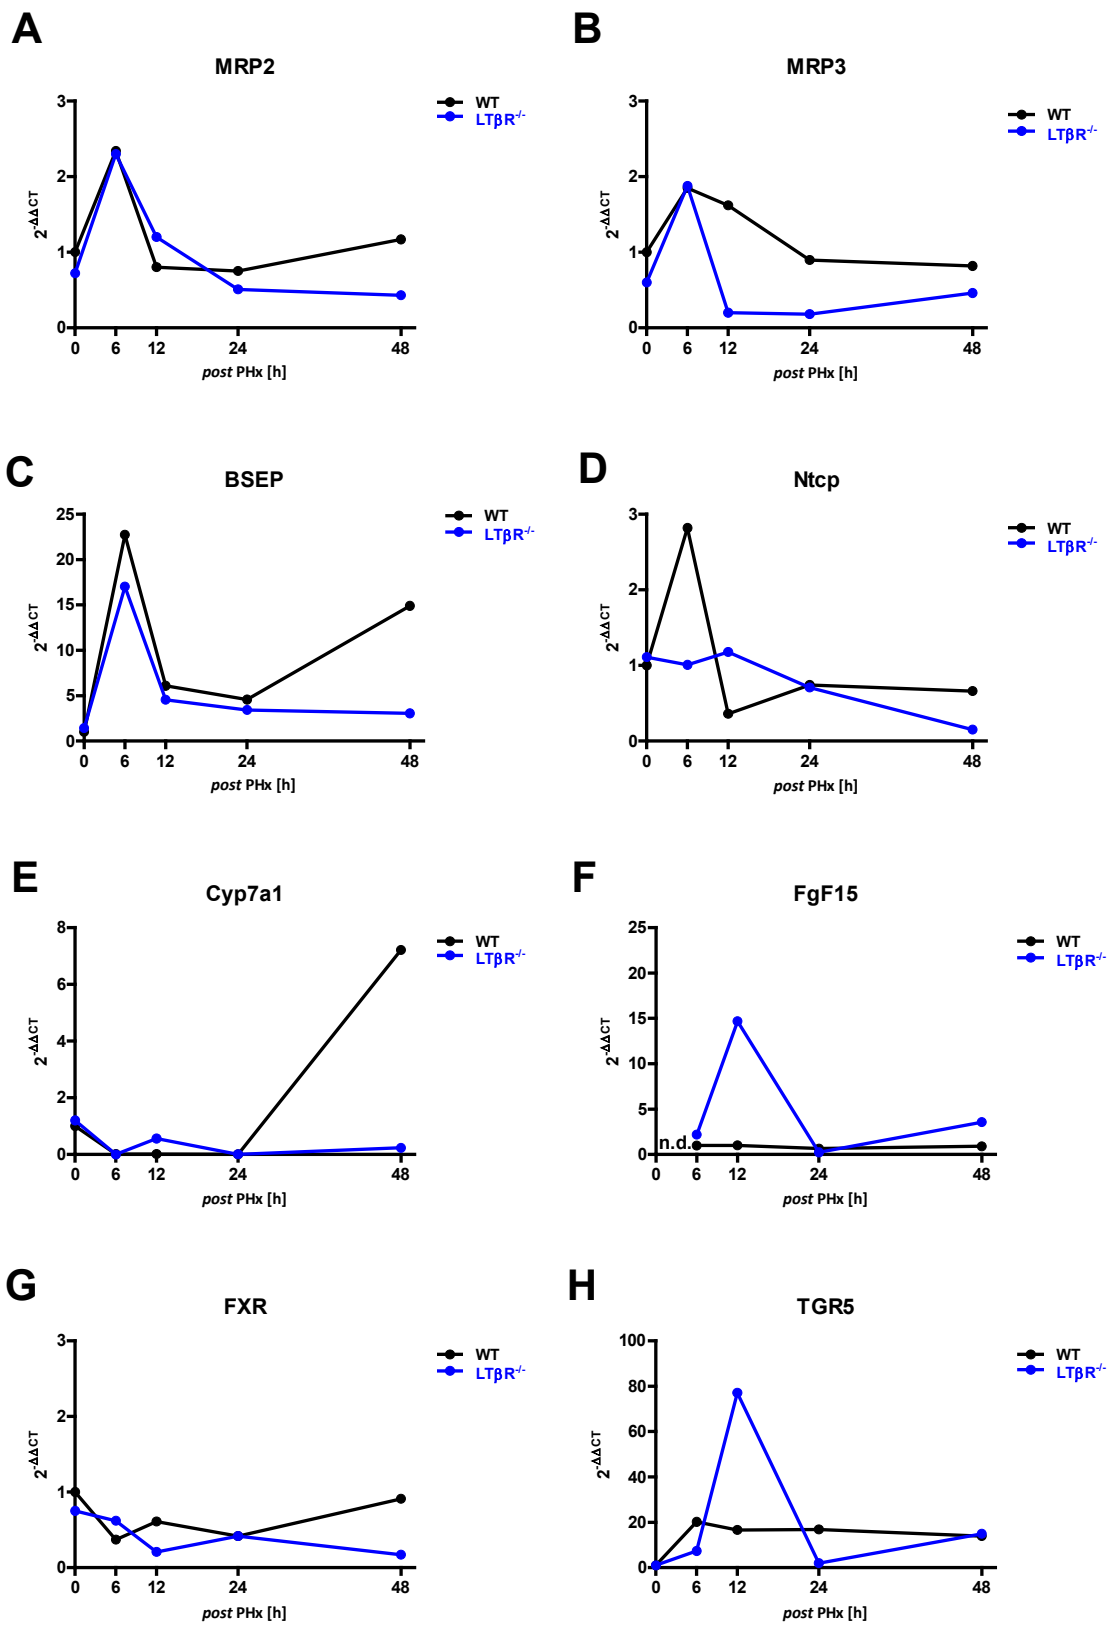 A
MRP2
3
2
1
0
2^-ΔΔCT
0 6 12 24 48
post PHx [h]
WT
LTβR-/-
B
MRP3
3
2
1
0
2^-ΔΔCT
0 6 12 24 48
post PHx [h]
WT
LTβR-/-
C
BSEP
25
20
15
10
5
0
2^-ΔΔCT
0 6 12 24 48
post PHx [h]
WT
LTβR-/-
D
Ntcp
3
2
1
0
2^-ΔΔCT
0 6 12 24 48
post PHx [h]
WT
LTβR-/-
E
Cyp7a1
8
6
4
2
0
2^-ΔΔCT
0 6 12 24 48
post PHx [h]
WT
LTβR-/-
F
FgF15
25
20
15
10
5
0
2^-ΔΔCT
n.d.
0 6 12 24 48
post PHx [h]
WT
LTβR-/-
G
FXR
3
2
1
0
2^-ΔΔCT
0 6 12 24 48
post PHx [h]
WT
LTβR-/-
H
TGR5
100
80
60
40
20
0
2^-ΔΔCT
0 6 12 24 48
post PHx [h]
WT
LTβR-/-